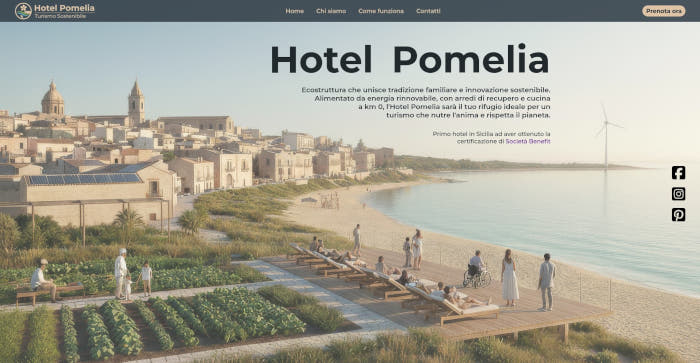 Hotel Pomelia
Turismo Sostenibile
Home Chi siamo Come funziona Contatti
Prenota ora
Hotel Pomelia
Ecostruttura che unisce tradizione familiare e innovazione sostenibile.
Alimentato da energia rinnovabile, con arredi di recupero e cucina
a km 0, l'Hotel Pomelia sarà il tuo rifugio ideale per un
turismo che nutre l'anima e rispetta il pianeta.
Primo hotel in Sicilia ad aver ottenuto la
certificazione di Società Benefit